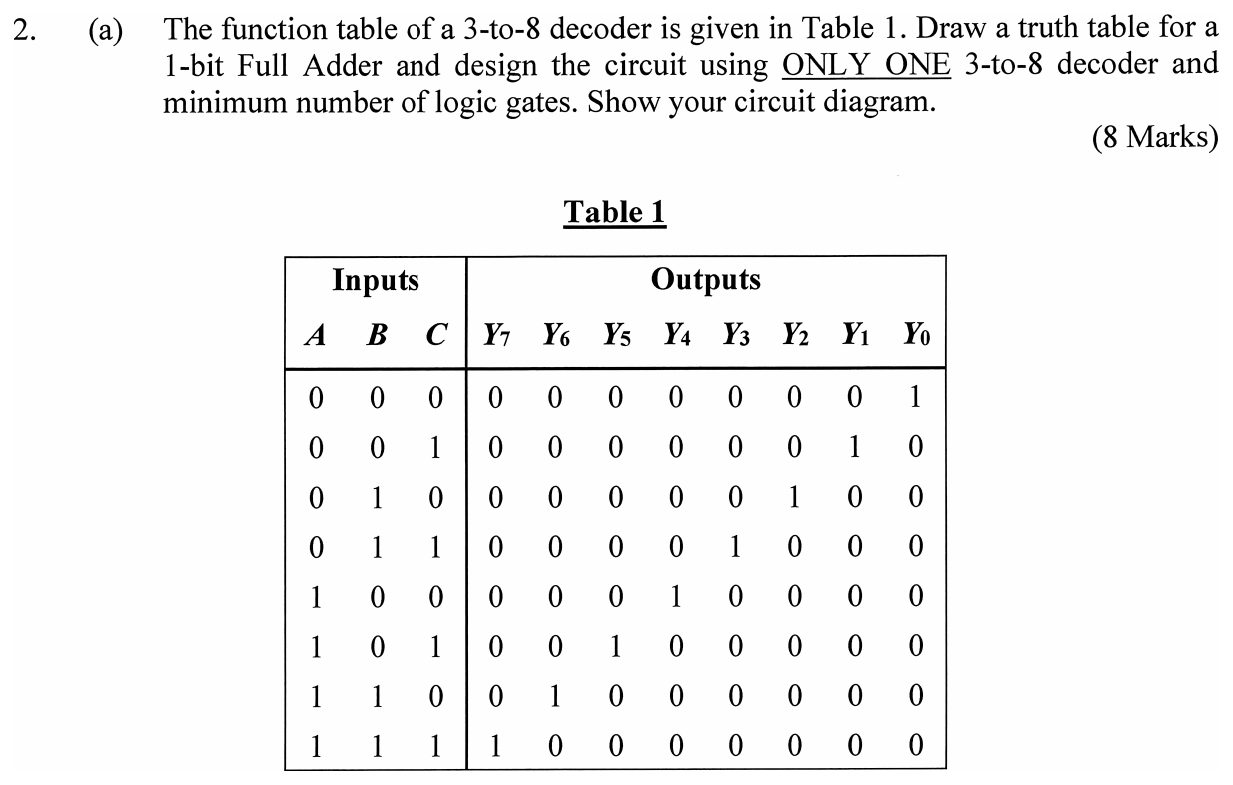 2. (a) The function table of a 3-to-8 decoder is given in Table 1. Draw a truth table for a
1-bit Full Adder and design the circuit using ONLY ONE 3-to-8 decoder and
minimum number of logic gates. Show your circuit diagram.
(8 Marks)
Table 1
Inputs Outputs
A B C Y7 Y6 Y5 Y4 Y3 Y2 Y1 Y0
0 0 0 0 0 0 0 0 0 0 1
0 0 1 0 0 0 0 0 0 1 0
0 1 0 0 0 0 0 0 1 0 0
0 1 1 0 0 0 0 1 0 0 0
1 0 0 0 0 0 1 0 0 0 0
1 0 1 0 0 1 0 0 0 0 0
1 1 0 0 1 0 0 0 0 0 0
1 1 1 1 0 0 0 0 0 0 0